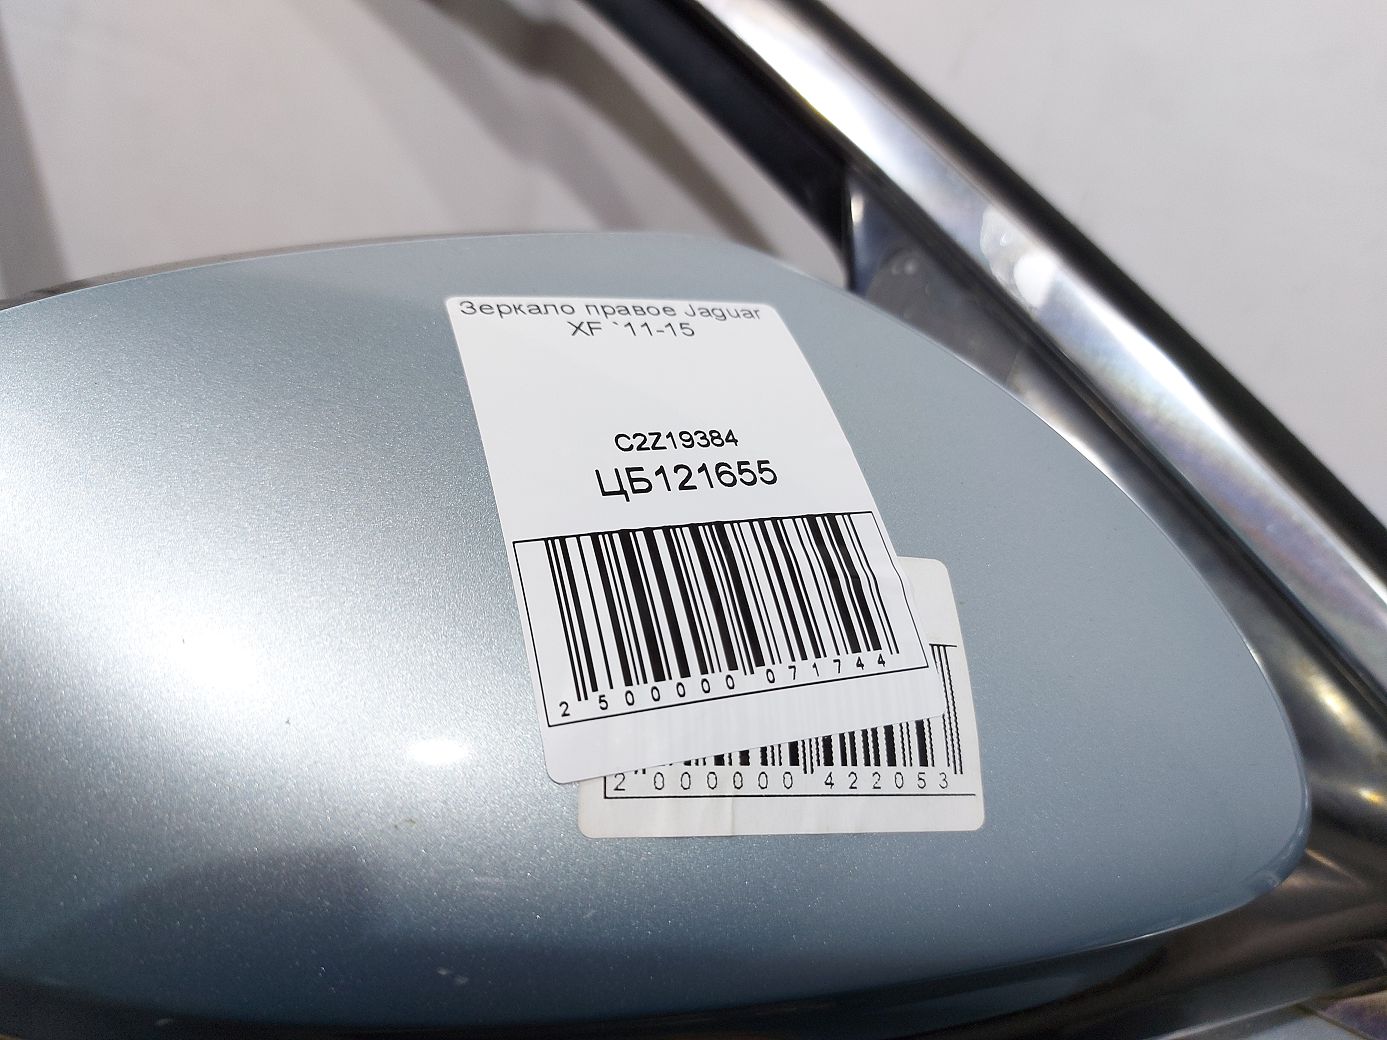 Зеркало правое Jaguar
XF `11-15
C2Z19384
ЦБ121655
2 500000 071744
2 000000 422053